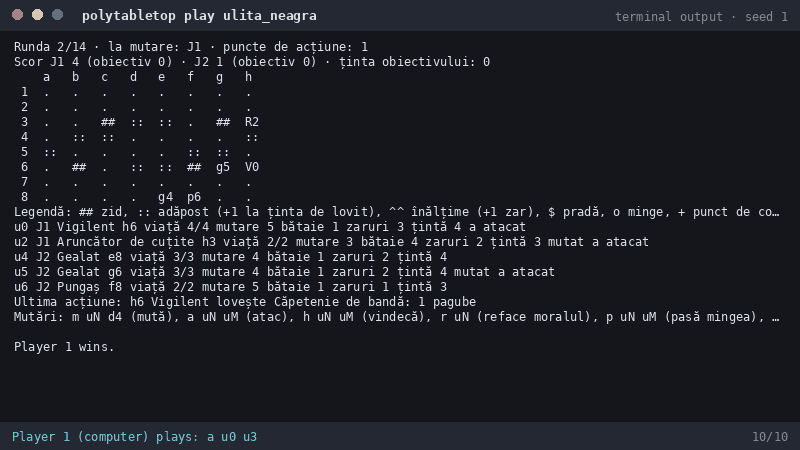 polytabletop play ulita_neagra
terminal output · seed 1
Runda 2/14 · la mutare: J1 · puncte de acțiune: 1
Scor J1 4 (obiectiv 0) · J2 1 (obiectiv 0) · ținta obiectivului: 0
a b c d e f g h
1 . . . . . . . .
2 . . . . . . . .
3 . . ## :: :: . ## R2
4 . :: :: . . . . ::
5 :: . . . . :: :: .
6 . ## . :: :: ## g5 V0
7 . . . . . . . .
8 . . . . g4 p6 . .
Legendă: ## zid, :: adăpost (+1 la ținta de lovit), ^^ înălțime (+1 zar), $ pradă, o minge, + punct de co…
u0 J1 Vigilent h6 viață 4/4 mutare 5 bătaie 1 zaruri 3 țintă 4 a atacat
u2 J1 Aruncător de cuțite h3 viață 2/2 mutare 3 bătaie 4 zaruri 2 țintă 3 mutat a atacat
u4 J2 Gealat e8 viață 3/3 mutare 4 bătaie 1 zaruri 2 țintă 4
u5 J2 Gealat g6 viață 3/3 mutare 4 bătaie 1 zaruri 2 țintă 4 mutat a atacat
u6 J2 Pungaș f8 viață 2/2 mutare 5 bătaie 1 zaruri 1 țintă 3
Ultima acțiune: h6 Vigilent lovește Căpetenie de bandă: 1 pagube
Mutări: m uN d4 (mută), a uN uM (atac), h uN uM (vindecă), r uN (reface moralul), p uN uM (pasă mingea), …
Player 1 wins.
Player 1 (computer) plays: a u0 u3
10/10